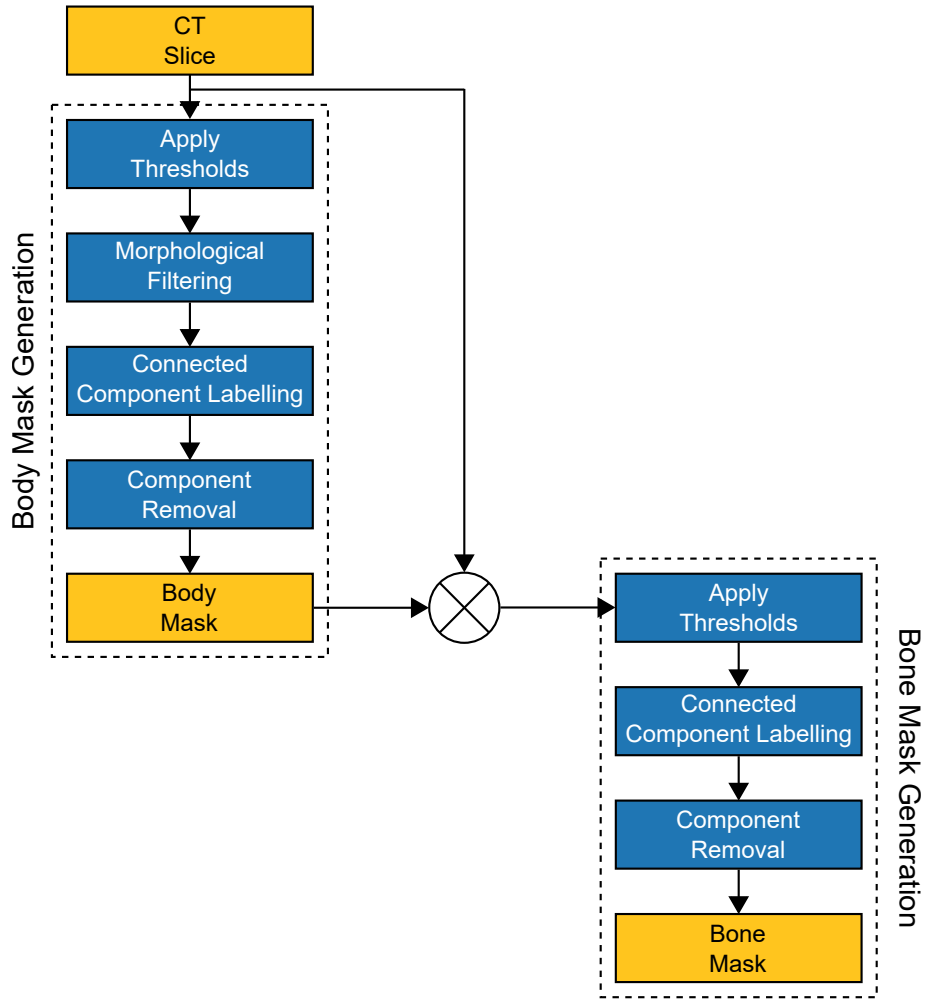 CT
Slice
Body Mask Generation
Apply
Thresholds
Morphological
Filtering
Connected
Component Labelling
Component
Removal
Body
Mask
Bone Mask Generation
Apply
Thresholds
Connected
Component Labelling
Component
Removal
Bone
Mask